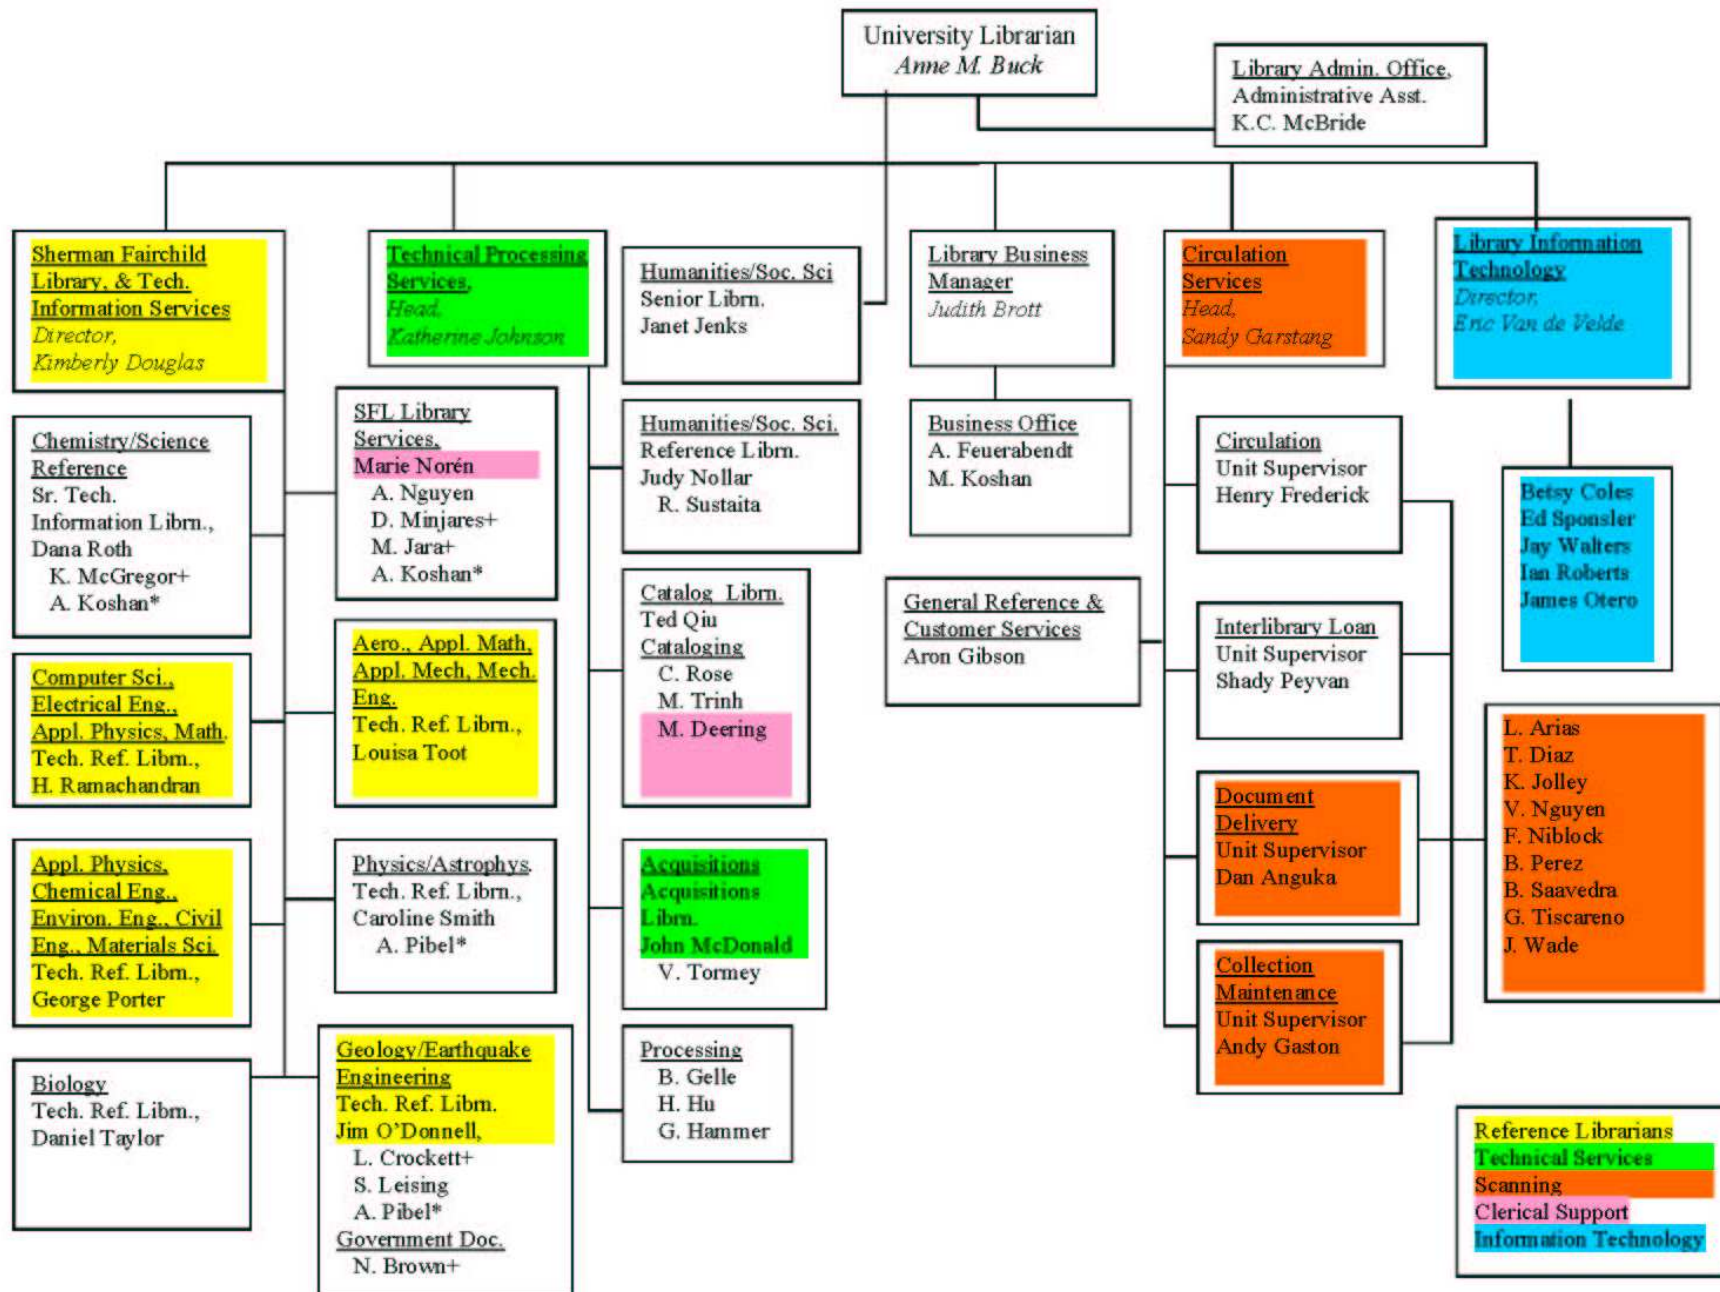 University Librarian
Anne M. Buck
Library Admin. Office,
Administrative Asst.
K.C. McBride
Sherman Fairchild
Library, & Tech.
Information Services
Director,
Kimberly Douglas
Technical Processing
Services,
Head,
Katherine Johnson
Humanities/Soc. Sci
Senior Librn.
Janet Jenks
Library Business
Manager
Judith Brott
Circulation
Services
Head,
Sandy Garstang
Library Information
Technology
Director,
Eric Van de Velde
Chemistry/Science
Reference
Sr. Tech.
Information Librn.,
Dana Roth
K. McGregor+
A. Koshan*
SFL Library
Services,
Marie Norén
A. Nguyen
D. Minjares+
M. Jara+
A. Koshan*
Humanities/Soc. Sci.
Reference Librn.
Judy Nollar
R. Sustaita
Business Office
A. Feuerabendt
M. Koshan
Circulation
Unit Supervisor
Henry Frederick
Betsy Coles
Ed Sponsler
Jay Walters
Ian Roberts
James Otero
General Reference &
Customer Services
Aron Gibson
Interlibrary Loan
Unit Supervisor
Shady Peyvan
Computer Sci.,
Electrical Eng.,
Appl. Physics, Math.
Tech. Ref. Librn.,
H. Ramachandran
Aero., Appl. Math,
Appl. Mech, Mech.
Eng.
Tech. Ref. Librn.,
Louisa Toot
Catalog Librn.
Ted Qiu
Cataloging
C. Rose
M. Trinh
M. Deering
Document
Delivery
Unit Supervisor
Dan Anguka
L. Arias
T. Diaz
K. Jolley
V. Nguyen
F. Niblock
B. Perez
B. Saavedra
G. Tiscareno
J. Wade
Appl. Physics,
Chemical Eng.,
Environ. Eng., Civil
Eng., Materials Sci.
Tech. Ref. Librn.,
George Porter
Physics/Astrophys.
Tech. Ref. Librn.,
Caroline Smith
A. Pibel*
Acquisitions
Acquisitions
Librn.
John McDonald
V. Tormey
Collection
Maintenance
Unit Supervisor
Andy Gaston
Biology
Tech. Ref. Librn.,
Daniel Taylor
Geology/Earthquake
Engineering
Tech. Ref. Librn.
Jim O'Donnell,
L. Crockett+
S. Leising
A. Pibel*
Government Doc.
N. Brown+
Processing
B. Gelle
H. Hu
G. Hammer
Reference Librarians
Technical Services
Scanning
Clerical Support
Information Technology